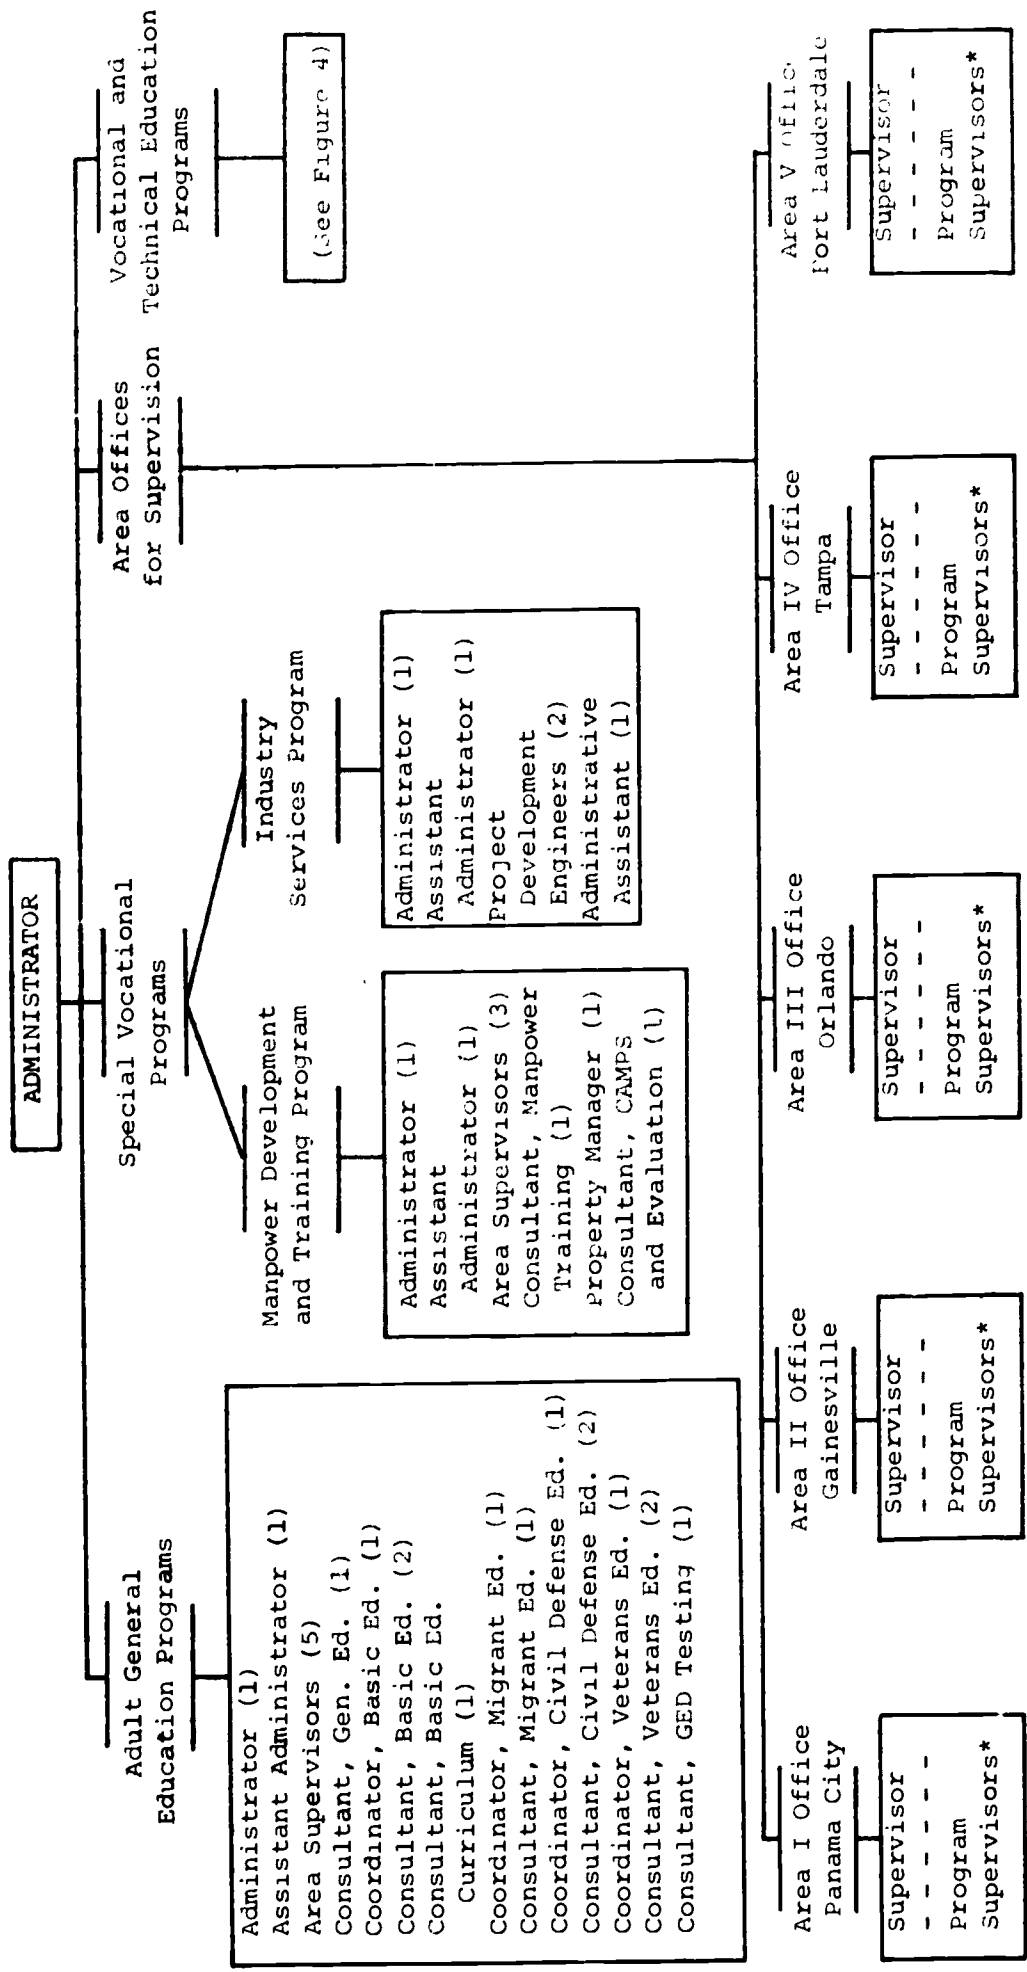 ADMINISTRATOR
Adult General
Education Programs
Administrator (1)
Assistant Administrator (1)
Area Supervisors (5)
Consultant, Gen. Ed. (1)
Coordinator, Basic Ed. (1)
Consultant, Basic Ed. (2)
Consultant, Basic Ed.
Curriculum (1)
Coordinator, Migrant Ed. (1)
Consultant, Migrant Ed. (1)
Coordinator, Civil Defense Ed. (1)
Consultant, Civil Defense Ed. (2)
Coordinator, Veterans Ed. (1)
Consultant, Veterans Ed. (2)
Consultant, GED Testing (1)
Special Vocational
Programs
Manpower Development
and Training Program
Administrator (1)
Assistant
Administrator (1)
Area Supervisors (3)
Consultant, Manpower
Training (1)
Property Manager (1)
Consultant, CAMPS
and Evaluation (1)
Industry
Services Program
Administrator (1)
Assistant
Administrator (1)
Project
Development
Engineers (2)
Administrative
Assistant (1)
Area Offices
for Supervision
Vocational and
Technical Education
Programs
(See Figure 4)
Area I Office
Panama City
Supervisor
- - - - -
Program
Supervisors*
Area II Office
Gainesville
Supervisor
- - - - -
Program
Supervisors*
Area III Office
Orlando
Supervisor
- - - - -
Program
Supervisors*
Area IV Office
Tampa
Supervisor
- - - - -
Program
Supervisors*
Area V Office
Fort Lauderdale
Supervisor
- - - - -
Program
Supervisors*